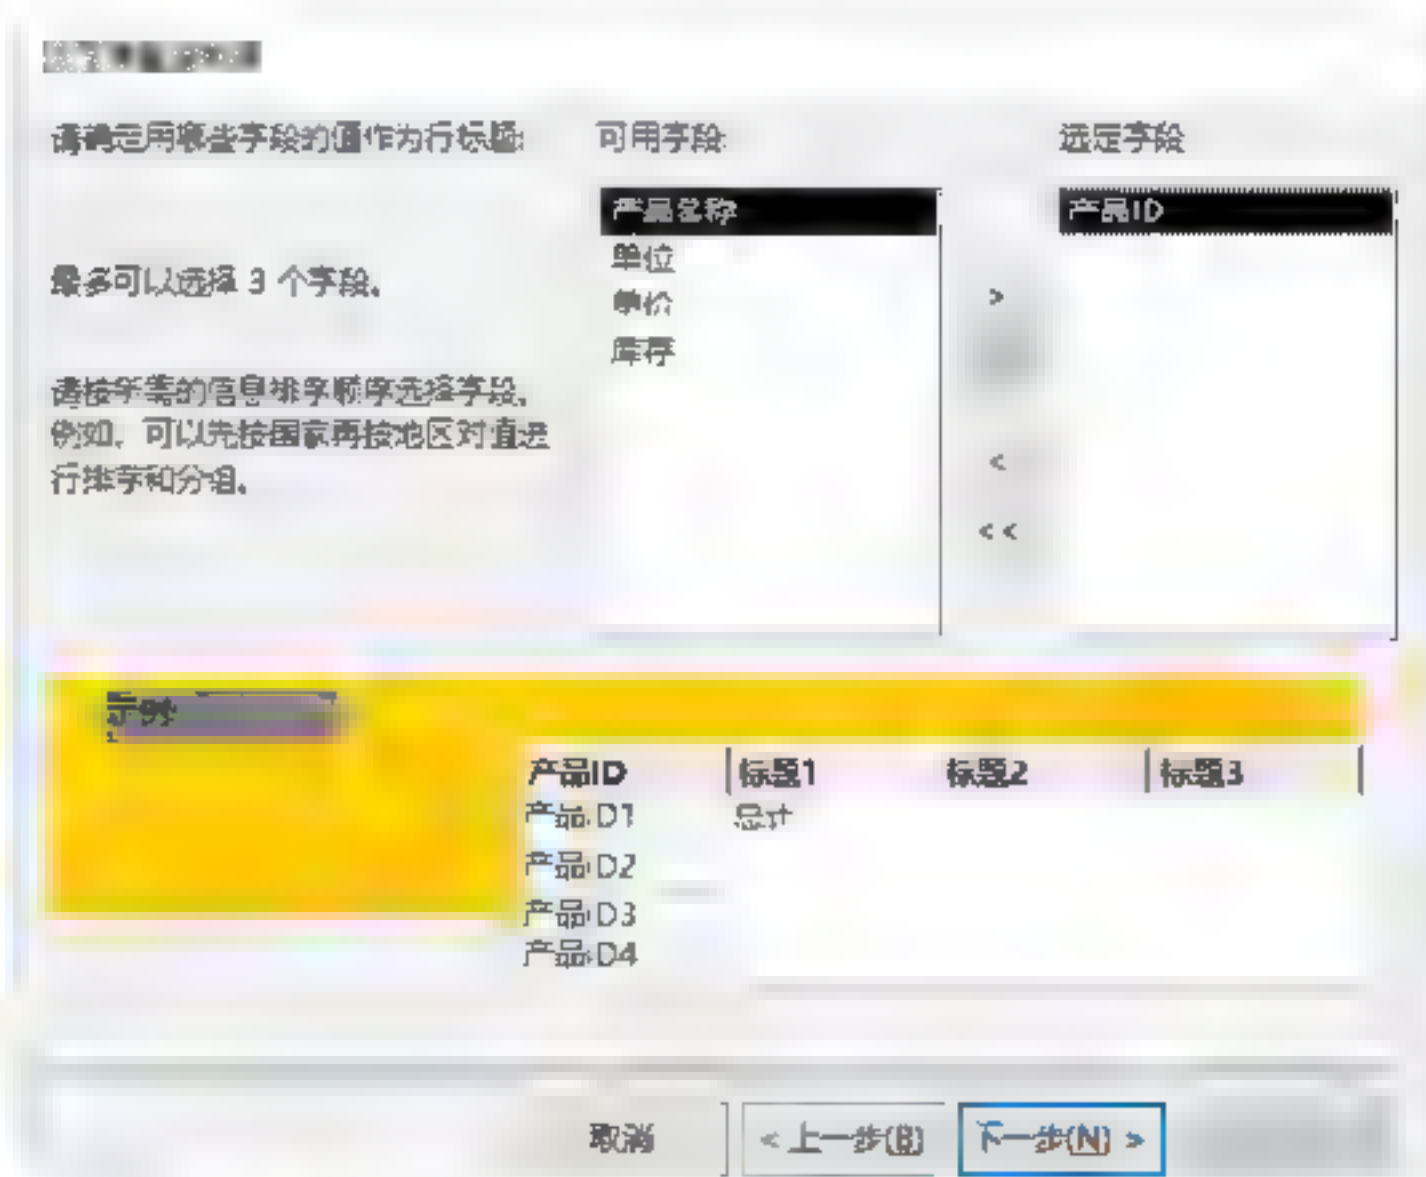 请确定用哪些字段的值作为行标题:
可用字段:
选定字段
产品名称
产品ID
单位
单价
库存
最多可以选择 3 个字段。
>
<
<<
请按所需的信息排序顺序选择字段。
例如，可以先按国家再按地区对值进
行排序和分组。
示例:
产品ID 标题1 标题2 标题3
产品ID1 总计
产品ID2
产品ID3
产品ID4
取消 < 上一步(B) 下一步(N) >